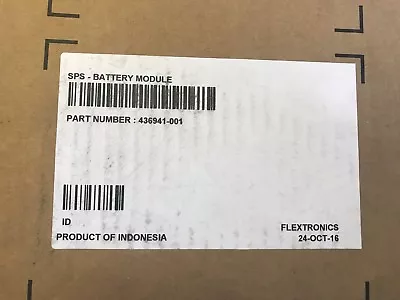 SPS - BATTERY MODULE
PART NUMBER : 436941-001
ID
FLEXTRONICS
PRODUCT OF INDONESIA
24-OCT-16